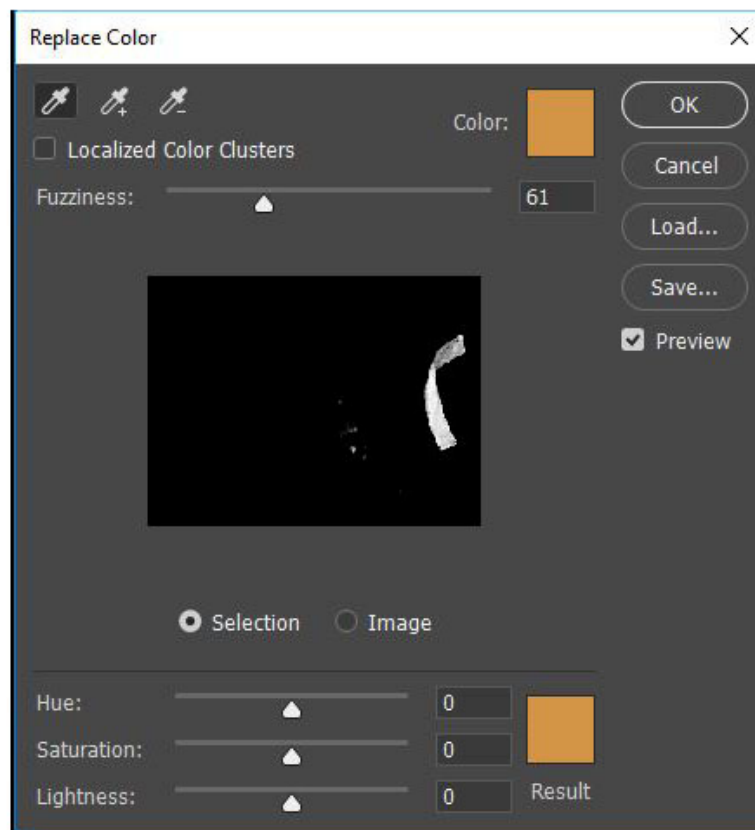 Replace Color
Color:
Localized Color Clusters
Fuzziness:
61
OK
Cancel
Load...
Save...
Preview
Selection
Image
Hue:
0
Saturation:
0
Lightness:
0
Result